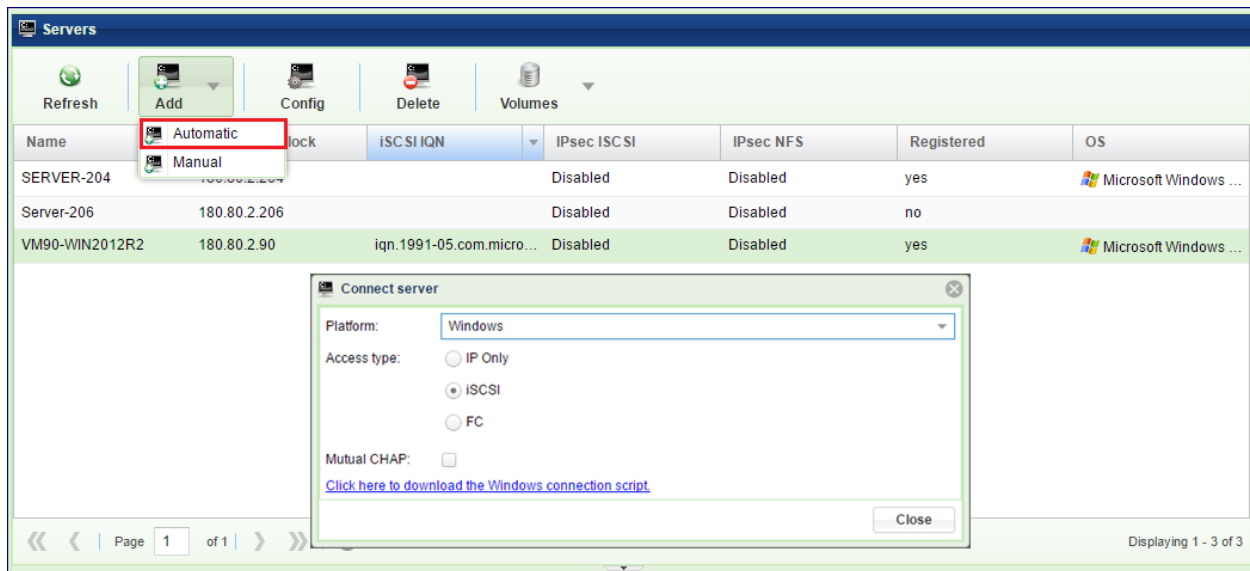 Servers
Refresh Add Config Delete Volumes
Automatic
Manual
Name lock iSCSI IQN IPsec ISCSI IPsec NFS Registered OS
SERVER-204 Disabled Disabled yes Microsoft Windows ...
Server-206 180.80.2.206 Disabled Disabled no
VM90-WIN2012R2 180.80.2.90 iqn.1991-05.com.micro... Disabled Disabled yes Microsoft Windows ...
Connect server
Platform: Windows
Access type: IP Only
iSCSI
FC
Mutual CHAP:
Click here to download the Windows connection script.
Close
Page 1 of 1 Displaying 1 - 3 of 3